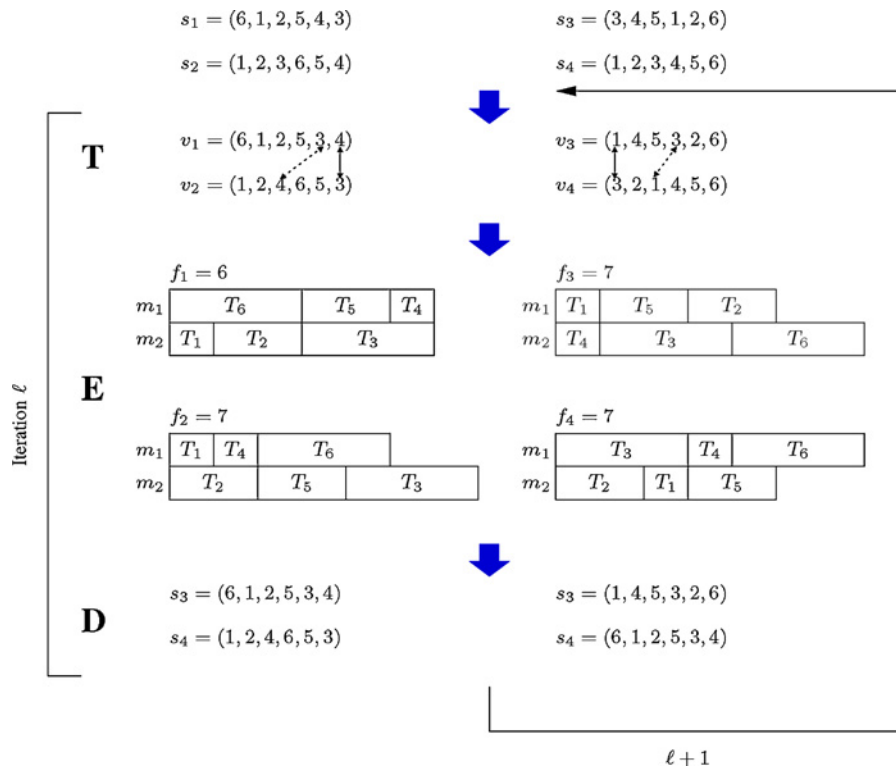 s₁ = (6, 1, 2, 5, 4, 3)
s₃ = (3, 4, 5, 1, 2, 6)
s₂ = (1, 2, 3, 6, 5, 4)
s₄ = (1, 2, 3, 4, 5, 6)
T
v₁ = (6, 1, 2, 5, 3, 4)
v₃ = (1, 4, 5, 3, 2, 6)
v₂ = (1, 2, 4, 6, 5, 3)
v₄ = (3, 2, 1, 4, 5, 6)
f₁ = 6
f₃ = 7
m₁ T₆ T₅ T₄
T₁ T₅ T₂
m₂ T₁ T₂ T₃
T₄ T₃ T₆
m₁
m₂
Iteration ℓ
E
f₂ = 7
f₄ = 7
m₁ T₁ T₄ T₆
m₁ T₃ T₄ T₆
m₂ T₂ T₅ T₃
m₂ T₂ T₁ T₅
D
s₃ = (6, 1, 2, 5, 3, 4)
s₃ = (1, 4, 5, 3, 2, 6)
s₄ = (1, 2, 4, 6, 5, 3)
s₄ = (6, 1, 2, 5, 3, 4)
ℓ + 1